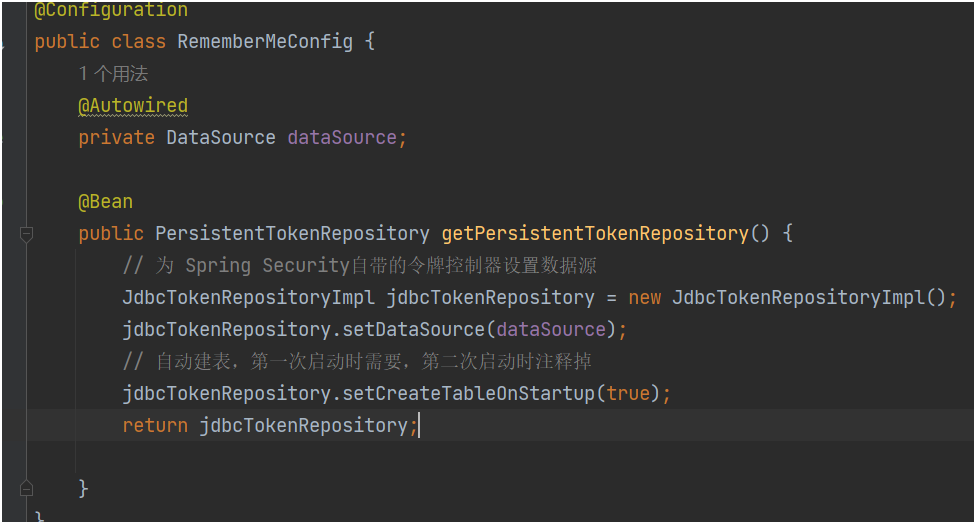 @Configuration
public class RememberMeConfig {
1 个用法
@Autowired
private DataSource dataSource;
@Bean
public PersistentTokenRepository getPersistentTokenRepository() {
// 为 Spring Security自带的令牌控制器设置数据源
JdbcTokenRepositoryImpl jdbcTokenRepository = new JdbcTokenRepositoryImpl();
jdbcTokenRepository.setDataSource(dataSource);
// 自动建表，第一次启动时需要，第二次启动时注释掉
jdbcTokenRepository.setCreateTableOnStartup(true);
return jdbcTokenRepository;
}
}